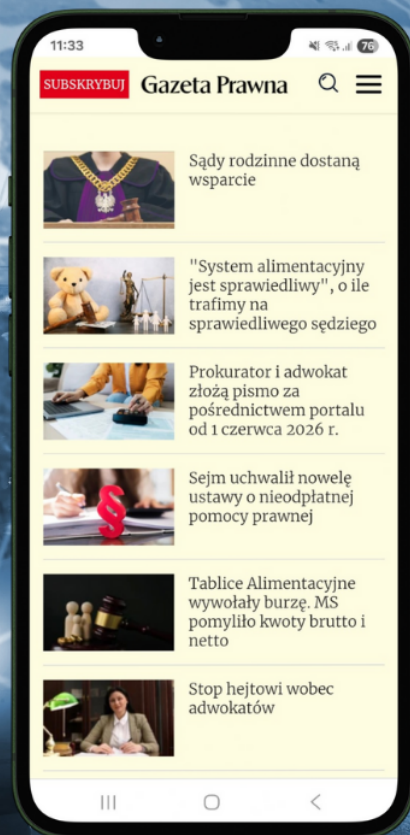 11:33
76
SUBSKRYBUJ Gazeta Prawna
Sądy rodzinne dostaną
wsparcie
"System alimentacyjny
jest sprawiedliwy", o ile
trafimy na
sprawiedliwego sędziego
Prokurator i adwokat
złożą pismo za
pośrednictwem portalu
od 1 czerwca 2026 r.
Sejm uchwalił nowelę
ustawy o nieodpłatnej
pomocy prawnej
Tablice Alimentacyjne
wywołały burzę. MS
pomyliło kwoty brutto i
netto
Stop hejtowi wobec
adwokatów